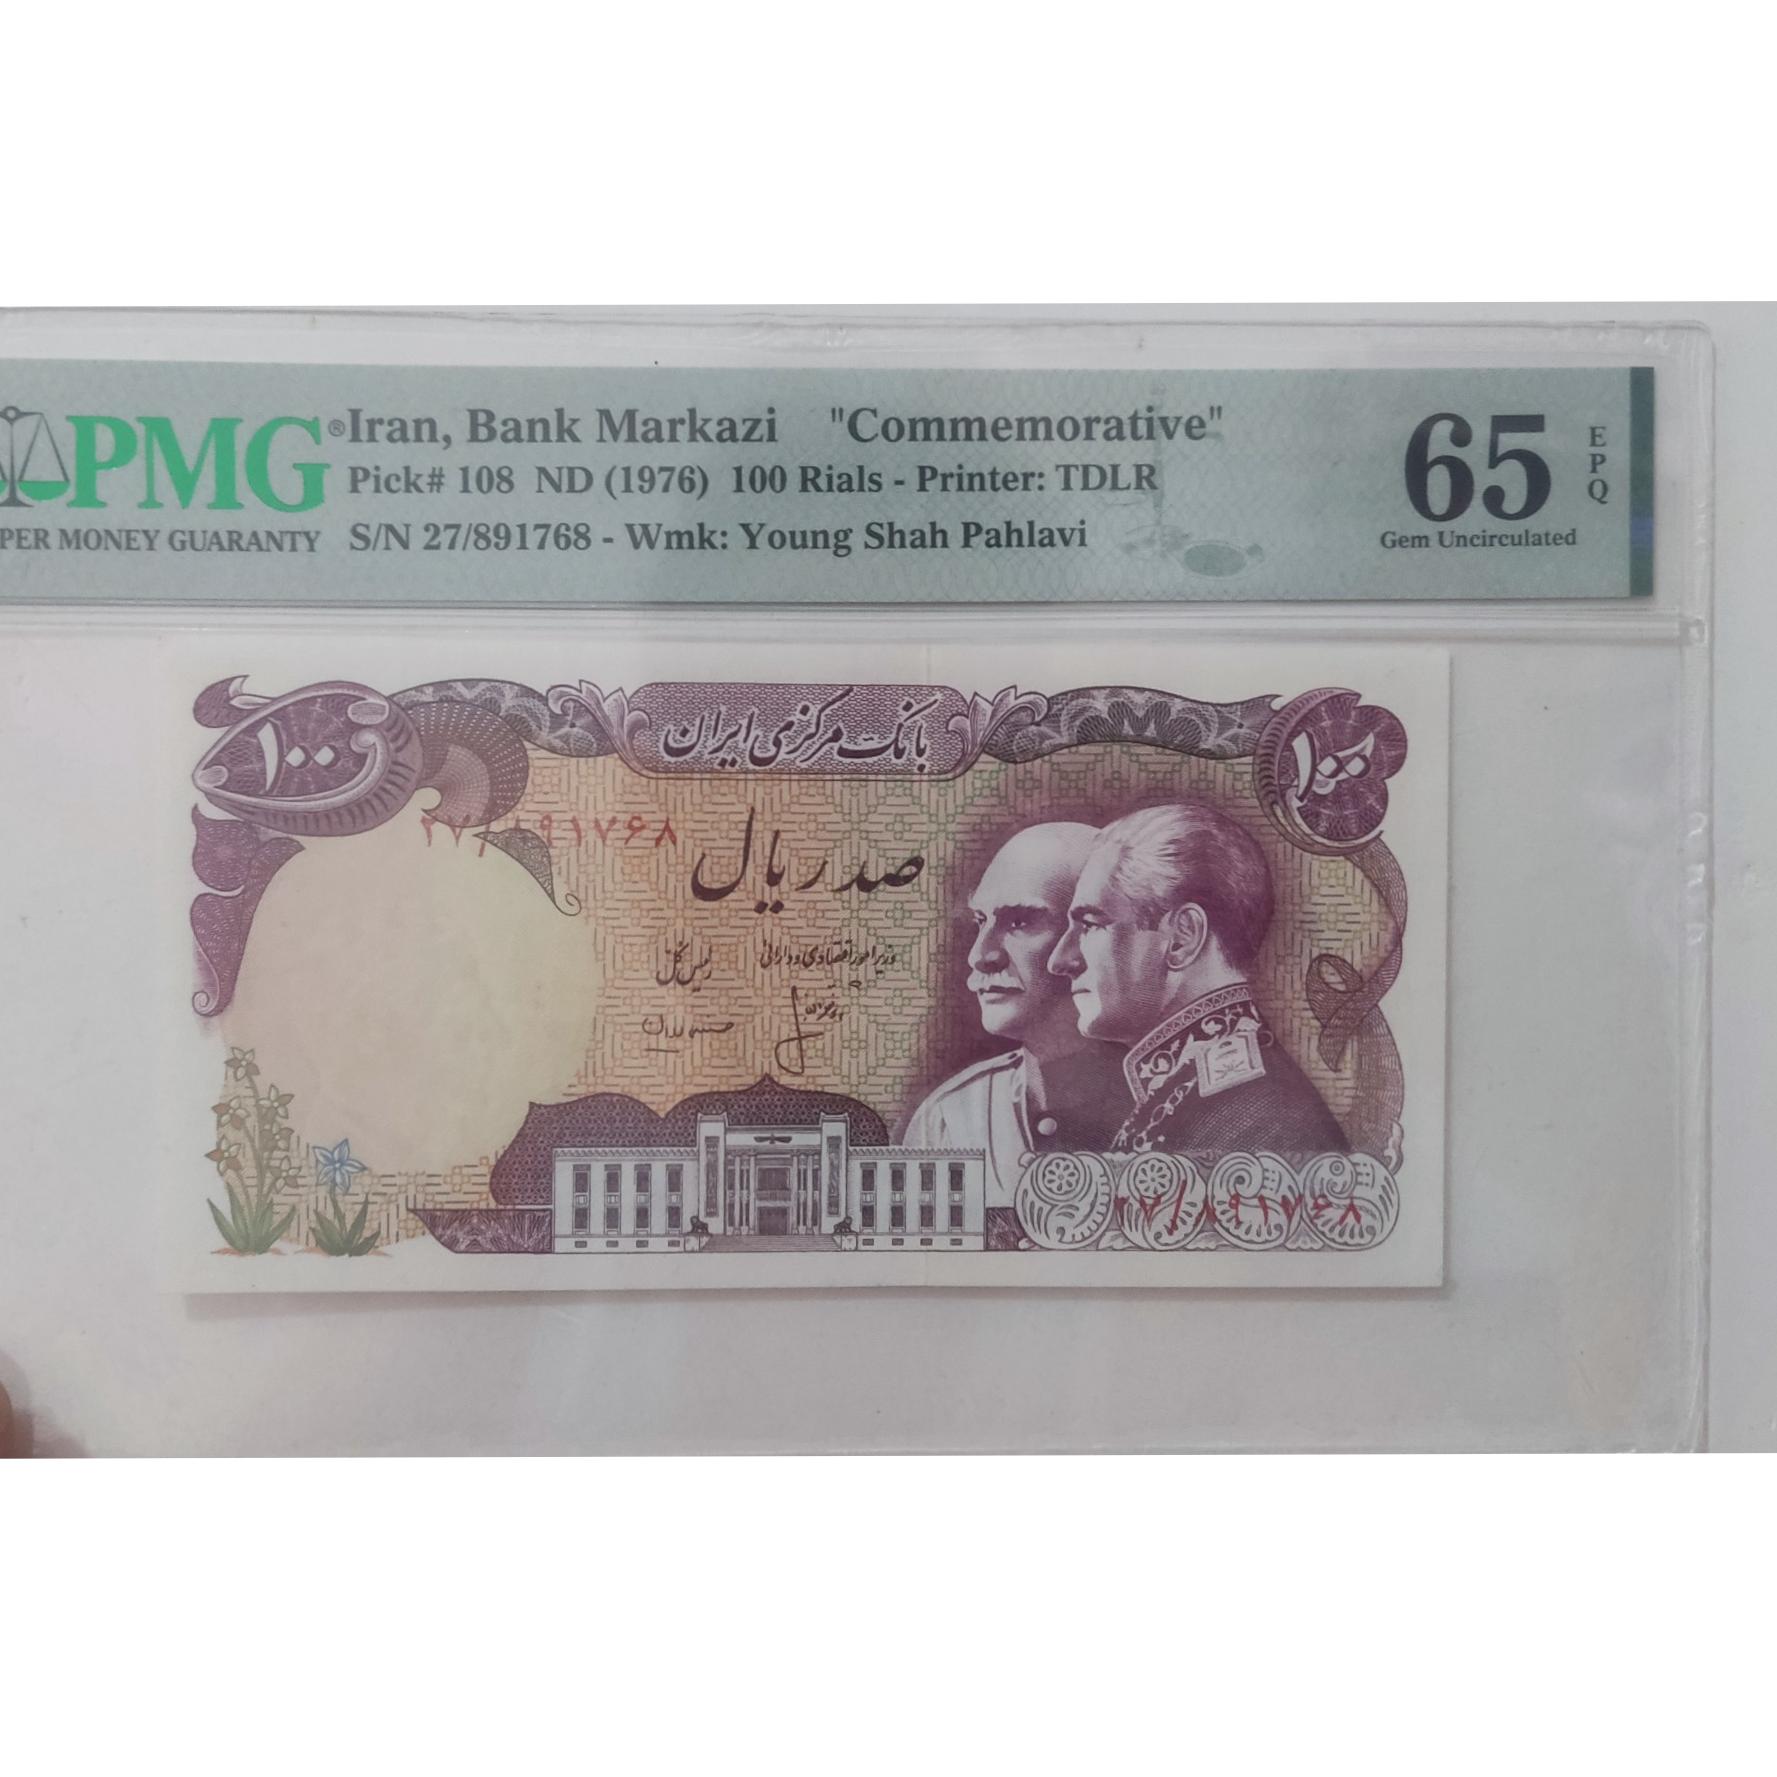 PMG® Iran, Bank Markazi "Commemorative" 65 EPQ
Pick# 108 ND (1976) 100 Rials - Printer: TDLR
PER MONEY GUARANTY S/N 27/891768 - Wmk: Young Shah Pahlavi Gem Uncirculated
۱۰۰ بانک مرکزی ایران ۱۰۰
۲۷/۸۹۱۷۶۸
صد ریال
وزیر امور اقتصادی و دارائی رئیس کل
۲۷/۸۹۱۷۶۸